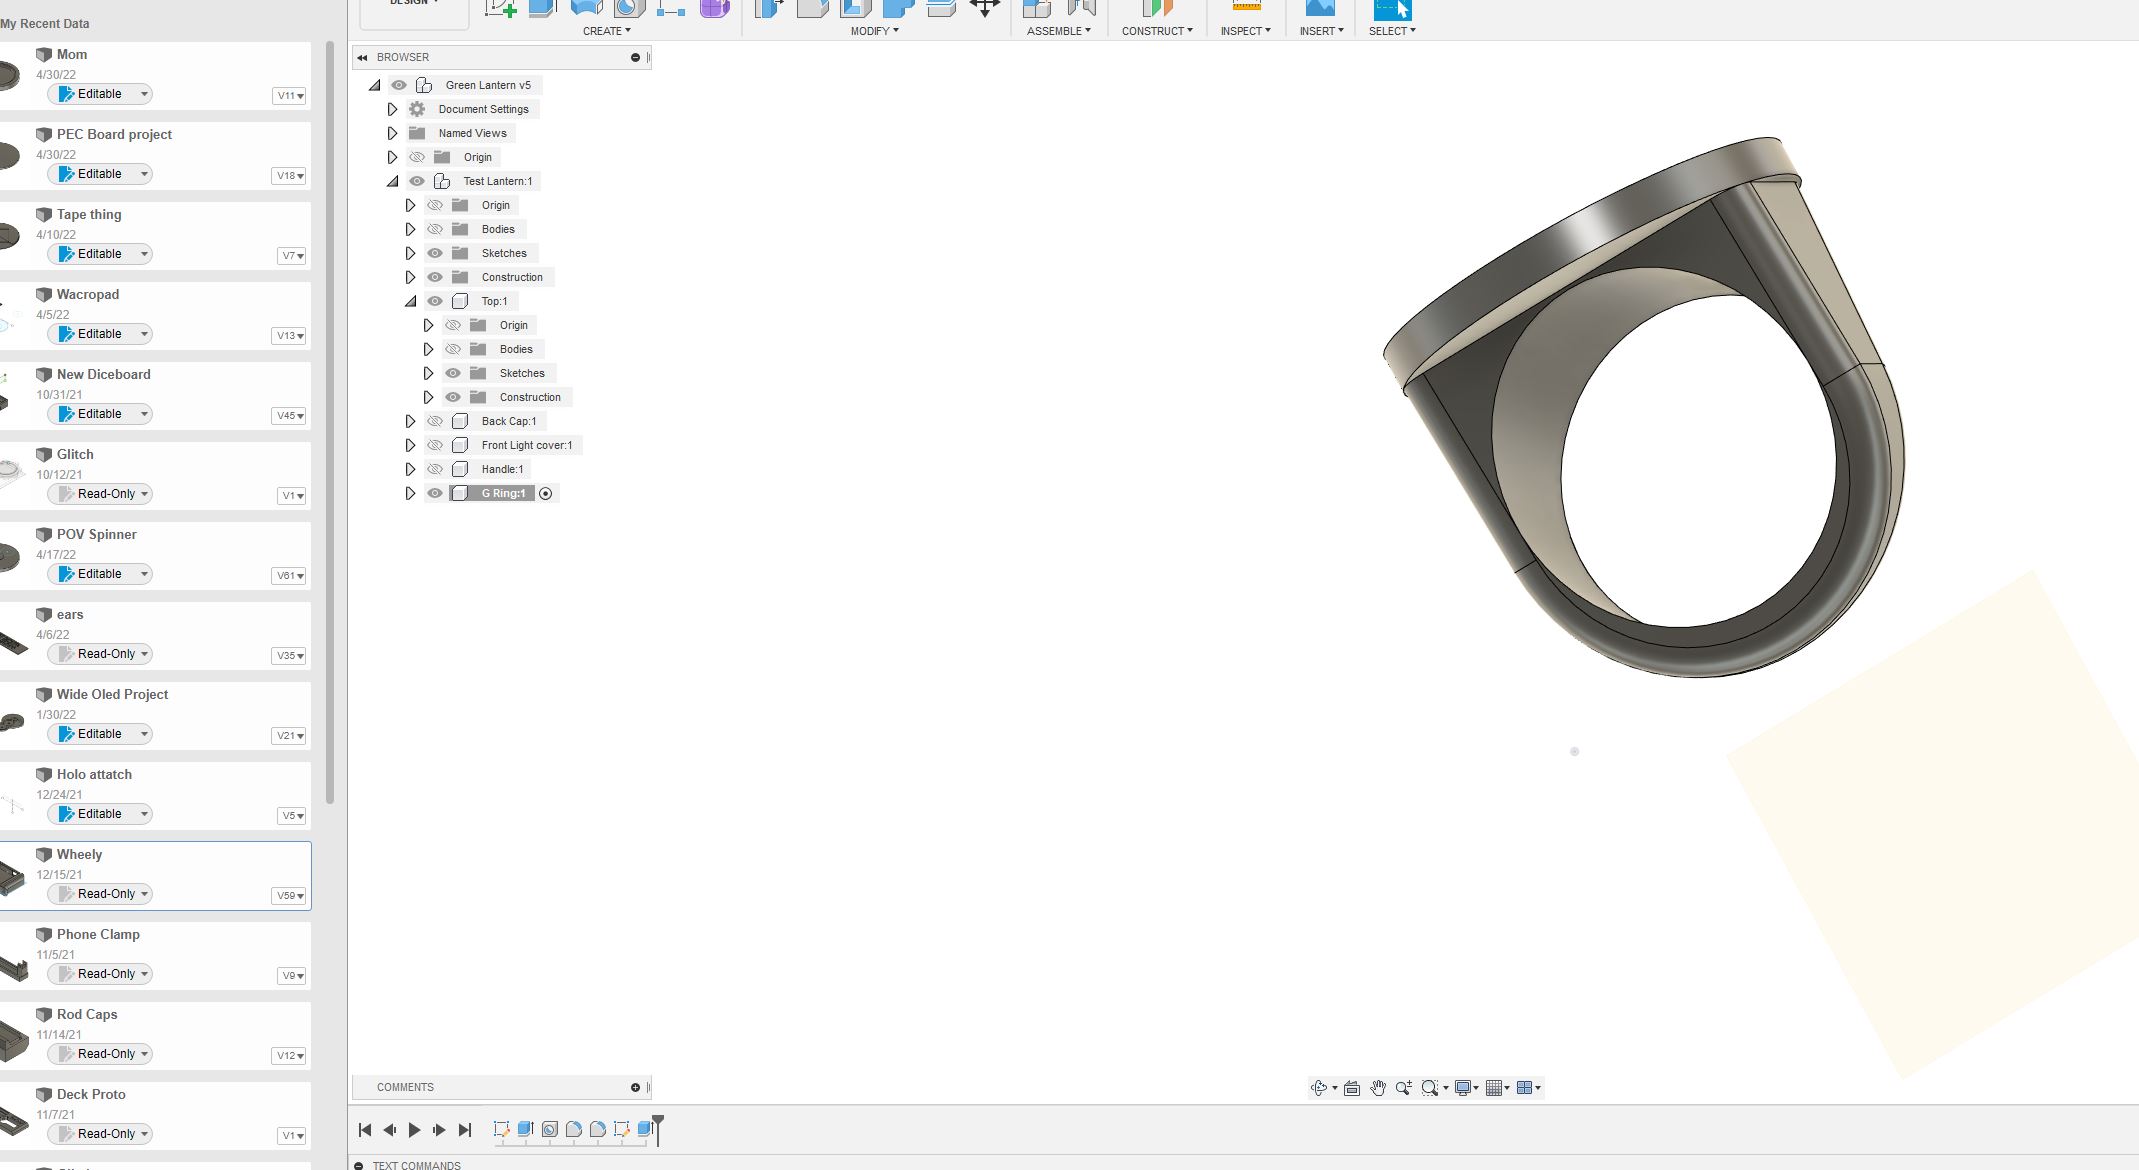 DESIGN
CREATE
MODIFY
ASSEMBLE
CONSTRUCT
INSPECT
INSERT
SELECT
My Recent Data
Mom
4/30/22
Editable
V11
PEC Board project
4/30/22
Editable
V18
Tape thing
4/10/22
Editable
V7
Wacropad
4/5/22
Editable
V13
New Diceboard
10/31/21
Editable
V45
Glitch
10/12/21
Read-Only
V1
POV Spinner
4/17/22
Editable
V61
ears
4/6/22
Read-Only
V35
Wide Oled Project
1/30/22
Editable
V21
Holo attatch
12/24/21
Editable
V5
Wheely
12/15/21
Read-Only
V59
Phone Clamp
11/5/21
Read-Only
V9
Rod Caps
11/14/21
Read-Only
V12
Deck Proto
11/7/21
Read-Only
V1
BROWSER
Green Lantern v5
Document Settings
Named Views
Origin
Test Lantern:1
Origin
Bodies
Sketches
Construction
Top:1
Origin
Bodies
Sketches
Construction
Back Cap:1
Front Light cover:1
Handle:1
G Ring:1
COMMENTS
TEXT COMMANDS